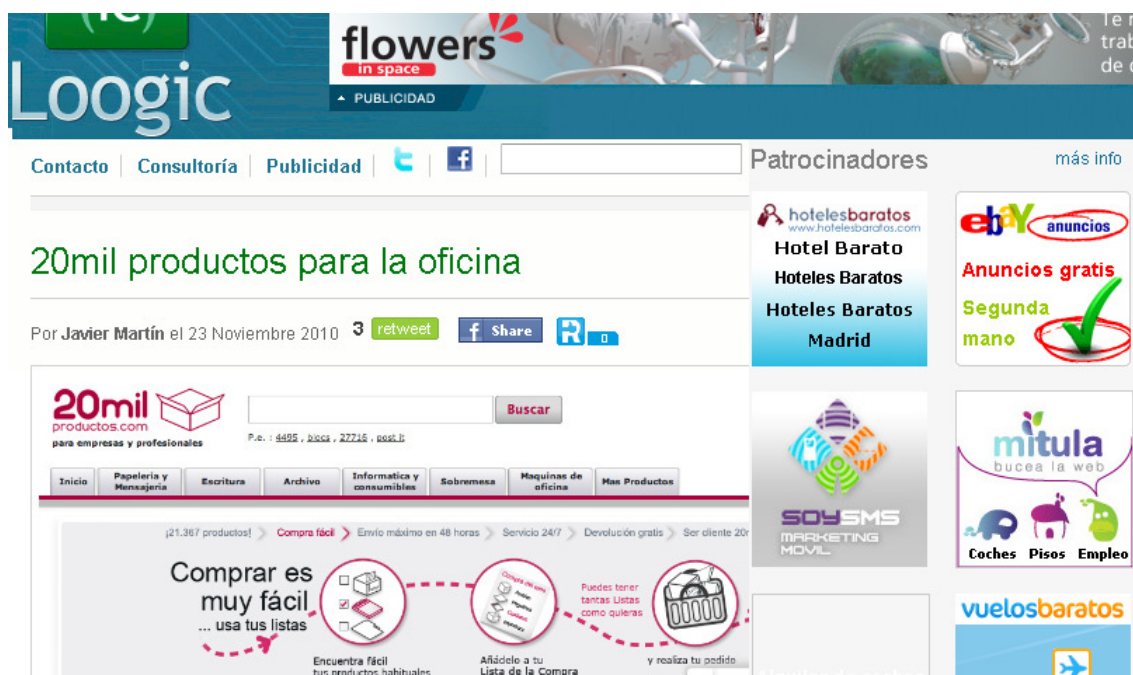 (ic)
Loogic
flowers
in space
PUBLICIDAD
Te
trab
de
Contacto Consultoría Publicidad
20mil productos para la oficina
Por Javier Martín el 23 Noviembre 2010 3 retweet Share 0
20mil
productos.com
para empresas y profesionales
Buscar
P.e. : 4495 , blocs , 27716 , post it
Inicio Papeleria y Mensajería Escritura Archivo Informatica y consumibles Sobremesa Maquinas de oficina Mas Productos
¡21.367 productos! Compra fácil Envío máximo en 48 horas Servicio 24/7 Devolución gratis Ser cliente 20
Comprar es
muy fácil
... usa tus listas
Encuentra fácil
tus productos habituales
Añádelo a tu
Lista de la Compra
Puedes tener
tantas Listas
como quieras
y realiza tu pedido
Patrocinadores más info
hotelesbaratos
www.hotelesbaratos.com
Hotel Barato
Hoteles Baratos
Hoteles Baratos
Madrid
ebay anuncios
Anuncios gratis
Segunda
mano
SOYSMS
MARKETING
MOVIL
mitula
bucea la web
Coches Pisos Empleo
vuelosbaratos